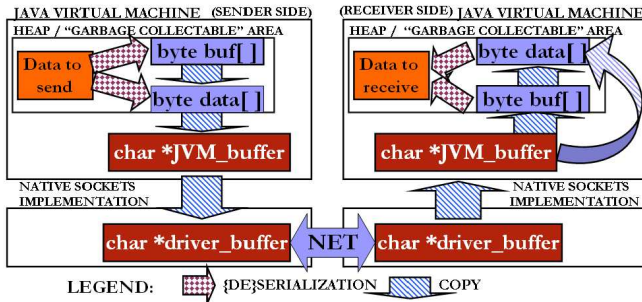 JAVA VIRTUAL MACHINE (SENDER SIDE)
HEAP / "GARBAGE COLLECTABLE" AREA
Data to
send
byte buf[]
byte data[ ]
char *JVM_buffer
NATIVE SOCKETS
IMPLEMENTATION
char *driver_buffer
NET
(RECEIVER SIDE) JAVA VIRTUAL MACHINE
HEAP / "GARBAGE COLLECTABLE" AREA
Data to
receive
byte data[ ]
byte buf[ ]
char *JVM_buffer
NATIVE SOCKETS
IMPLEMENTATION
char *driver_buffer
LEGEND: {DE}SERIALIZATION COPY